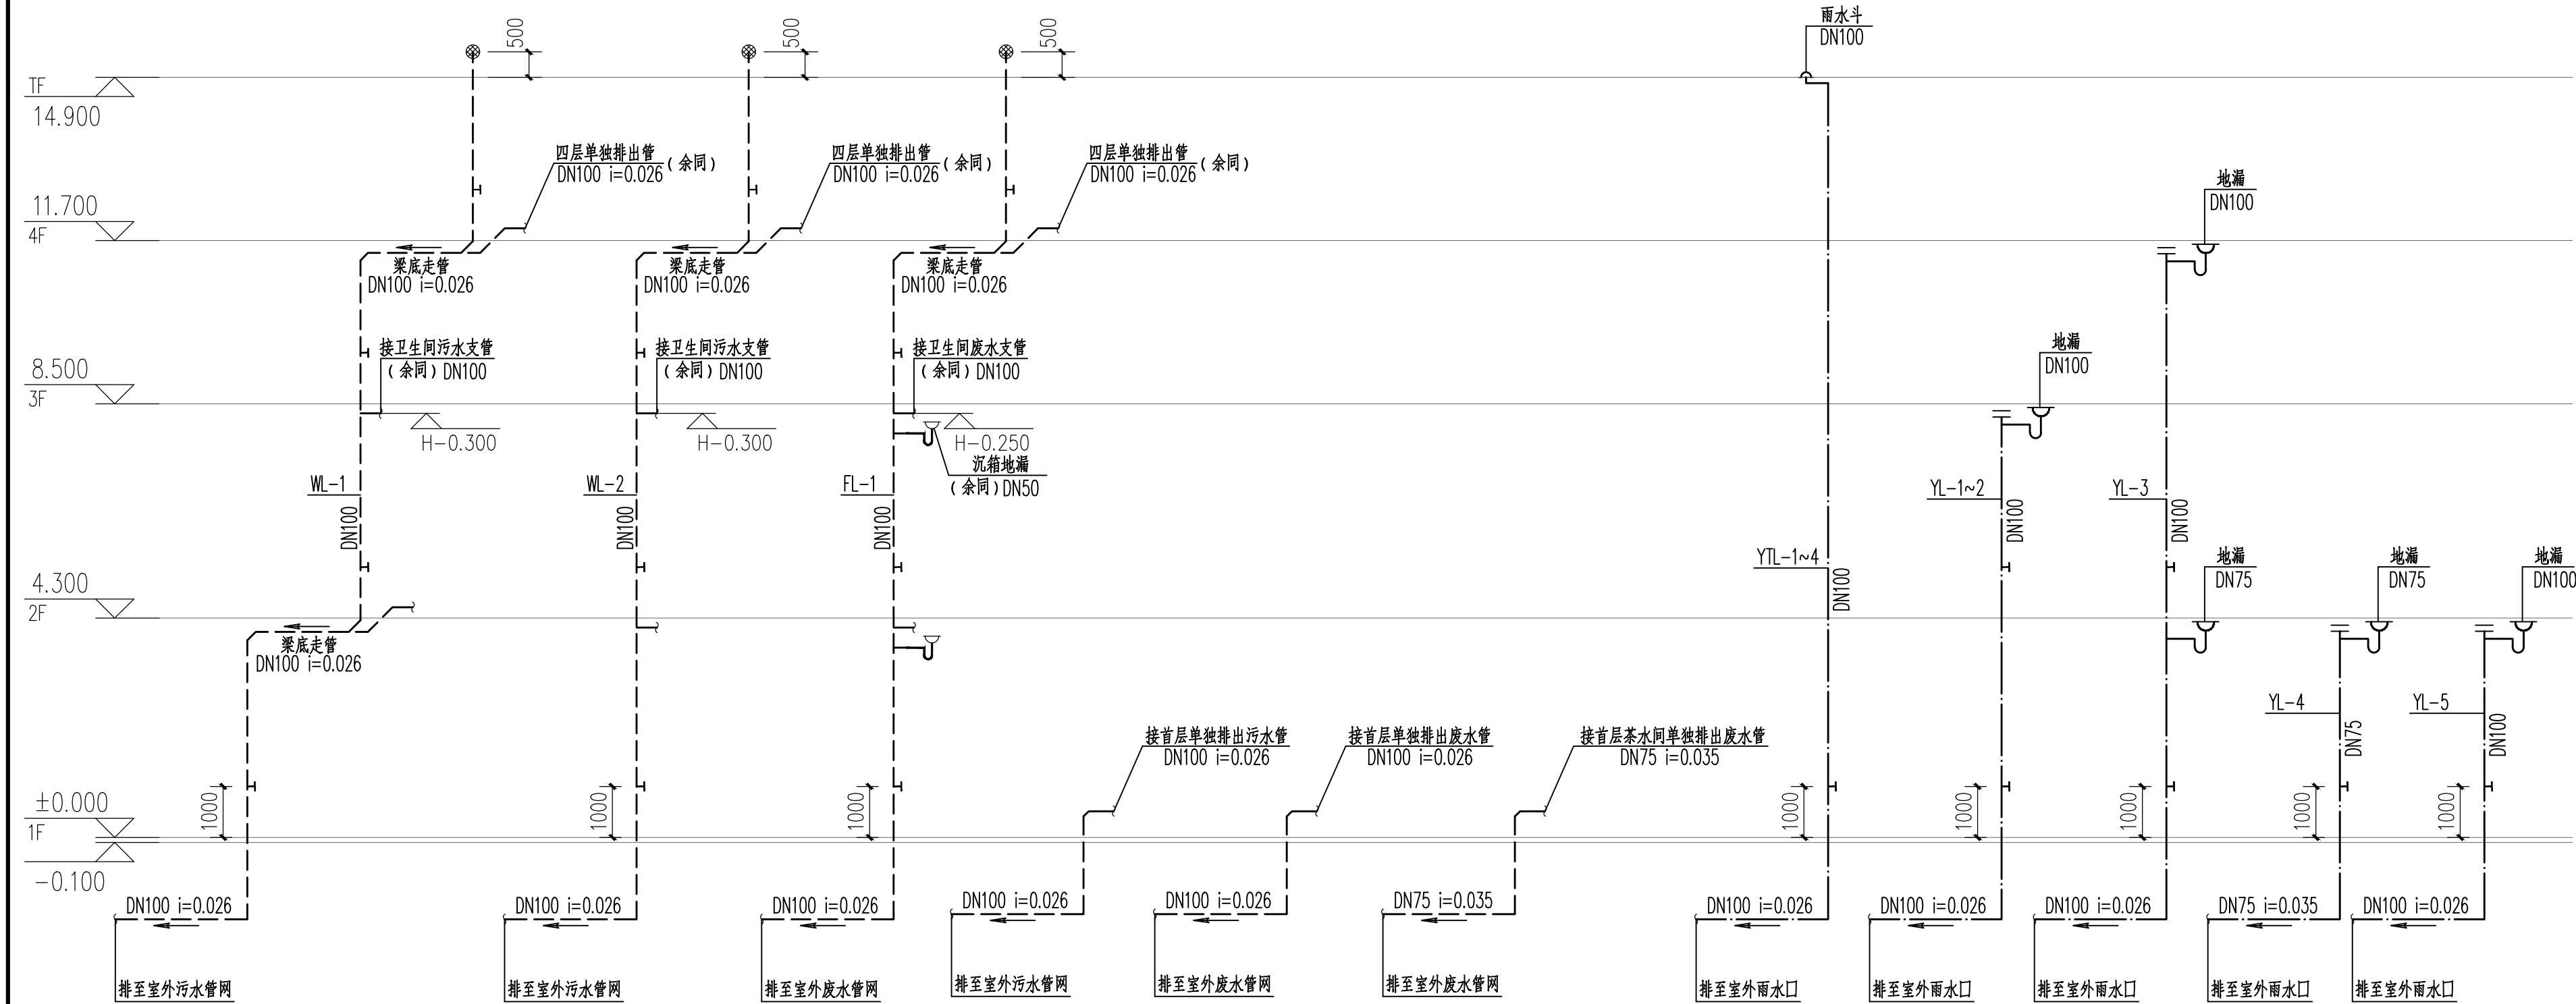 雨水斗
DN100
500
500
500
TF
14.900
四层单独排出管
DN100 i=0.026
(余同)
四层单独排出管
DN100 i=0.026
(余同)
四层单独排出管
DN100 i=0.026
(余同)
地漏
DN100
11.700
4F
梁底走管
DN100 i=0.026
梁底走管
DN100 i=0.026
梁底走管
DN100 i=0.026
接卫生间污水支管
(余同) DN100
接卫生间污水支管
(余同) DN100
接卫生间废水支管
(余同) DN100
地漏
DN100
8.500
3F
H-0.300
H-0.300
H-0.250
沉箱地漏
(余同)DN50
WL-1
DN100
WL-2
DN100
FL-1
DN100
YTL-1~4
DN100
YL-1~2
DN100
YL-3
DN100
地漏
DN75
地漏
DN75
地漏
DN100
4.300
2F
梁底走管
DN100 i=0.026
YL-4
DN75
YL-5
DN100
接首层单独排出污水管
DN100 i=0.026
接首层单独排出废水管
DN100 i=0.026
接首层茶水间单独排出废水管
DN75 i=0.035
±0.000
1F
-0.100
1000
1000
1000
1000
1000
1000
1000
1000
DN100 i=0.026
DN100 i=0.026
DN100 i=0.026
DN100 i=0.026
DN100 i=0.026
DN75 i=0.035
DN100 i=0.026
DN100 i=0.026
DN100 i=0.026
DN75 i=0.035
DN100 i=0.026
排至室外污水管网
排至室外污水管网
排至室外废水管网
排至室外污水管网
排至室外废水管网
排至室外废水管网
排至室外雨水口
排至室外雨水口
排至室外雨水口
排至室外雨水口
排至室外雨水口